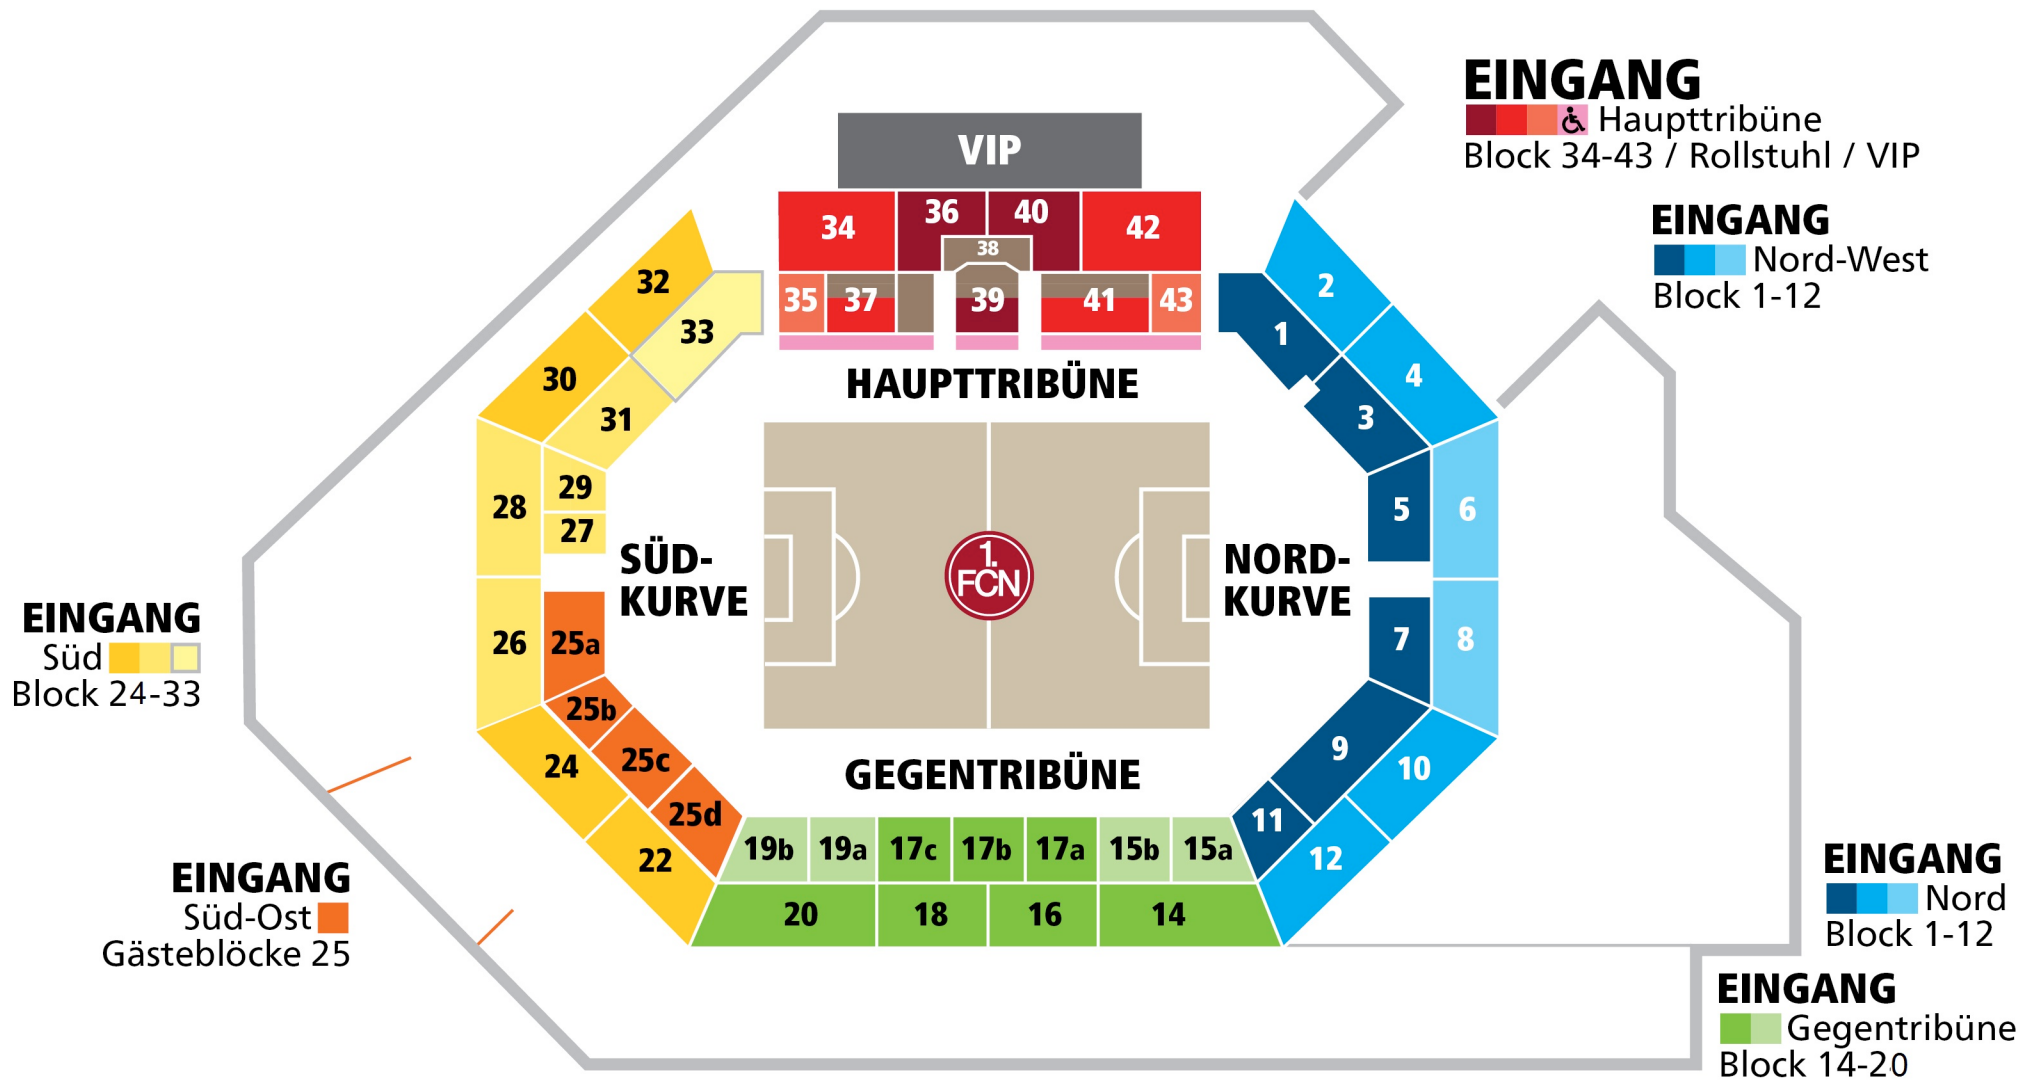 EINGANG
Haupttribüne
Block 34-43 / Rollstuhl / VIP
VIP
EINGANG
Nord-West
Block 1-12
34
36
40
42
38
35
37
39
41
43
32
33
30
31
2
1
4
3
HAUPTTRIBÜNE
28
29
27
5
6
SÜD-
KURVE
1.
FCN
NORD-
KURVE
EINGANG
Süd
Block 24-33
26
25a
7
8
25b
24
25c
25d
22
9
10
11
12
GEGENTRIBÜNE
19b
19a
17c
17b
17a
15b
15a
20
18
16
14
EINGANG
Süd-Ost
Gästeblöcke 25
EINGANG
Nord
Block 1-12
EINGANG
Gegentribüne
Block 14-20